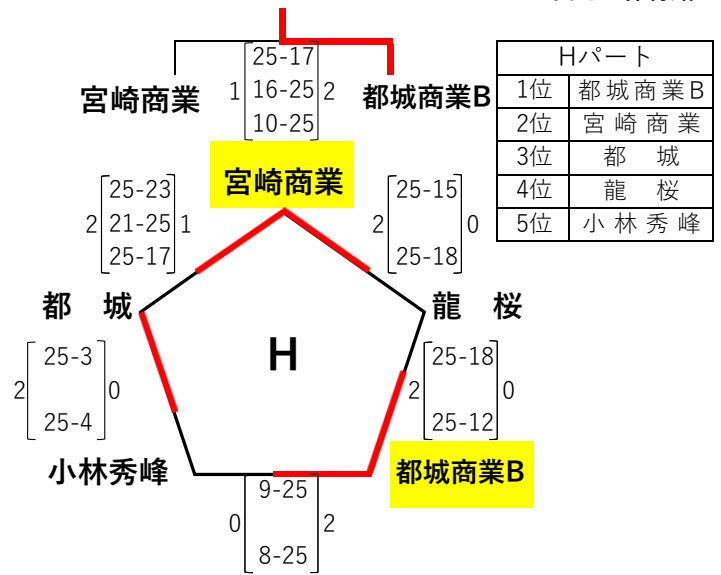 25-17
1 16-25 2
10-25
宮崎商業
都城商業B
Hパート
1位 都城商業B
2位 宮崎商業
3位 都 城
4位 龍 桜
5位 小林秀峰
宮崎商業
25-23
2 21-25 1
25-17
25-15
2 0
25-18
都 城
龍 桜
H
25-3
2 0
25-4
25-18
2 0
25-12
小林秀峰
都城商業B
9-25
0 2
8-25